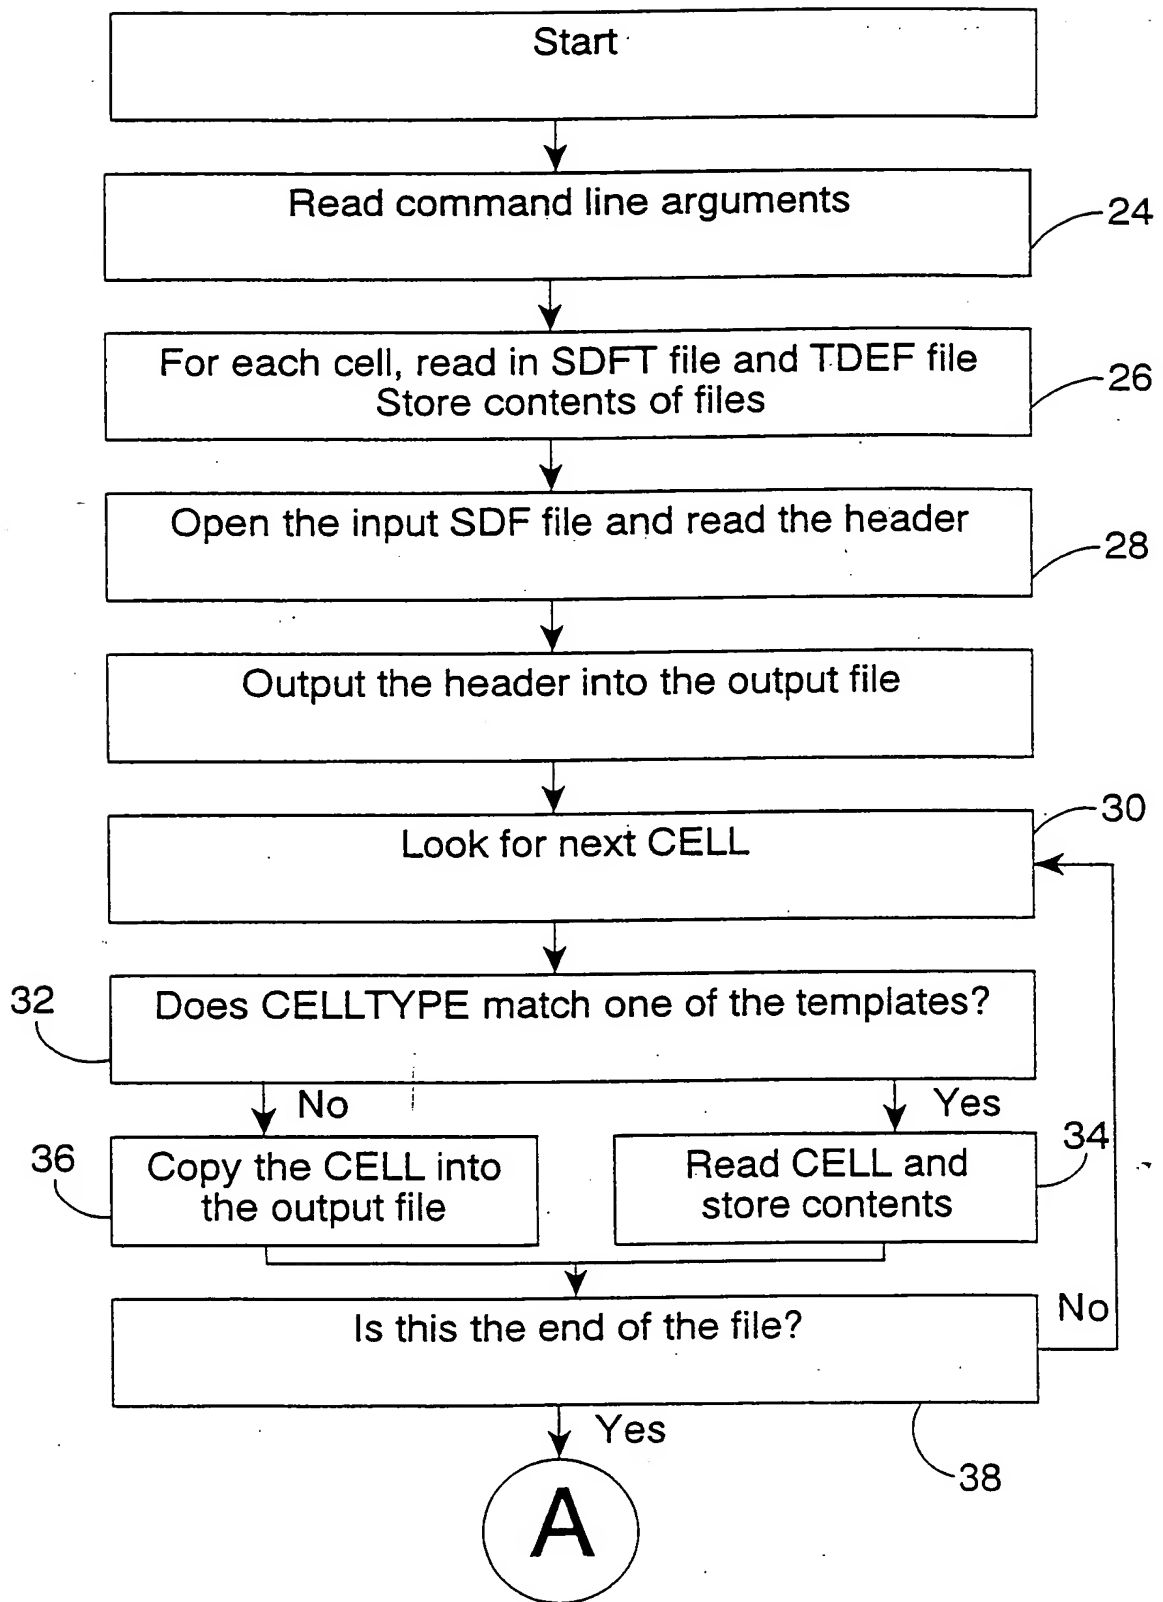 Start
Read command line arguments
24
For each cell, read in SDFT file and TDEF file
Store contents of files
26
Open the input SDF file and read the header
28
Output the header into the output file
30
Look for next CELL
32
Does CELLTYPE match one of the templates?
No
Yes
36
Copy the CELL into
the output file
Read CELL and
store contents
34
Is this the end of the file?
No
Yes
38
A